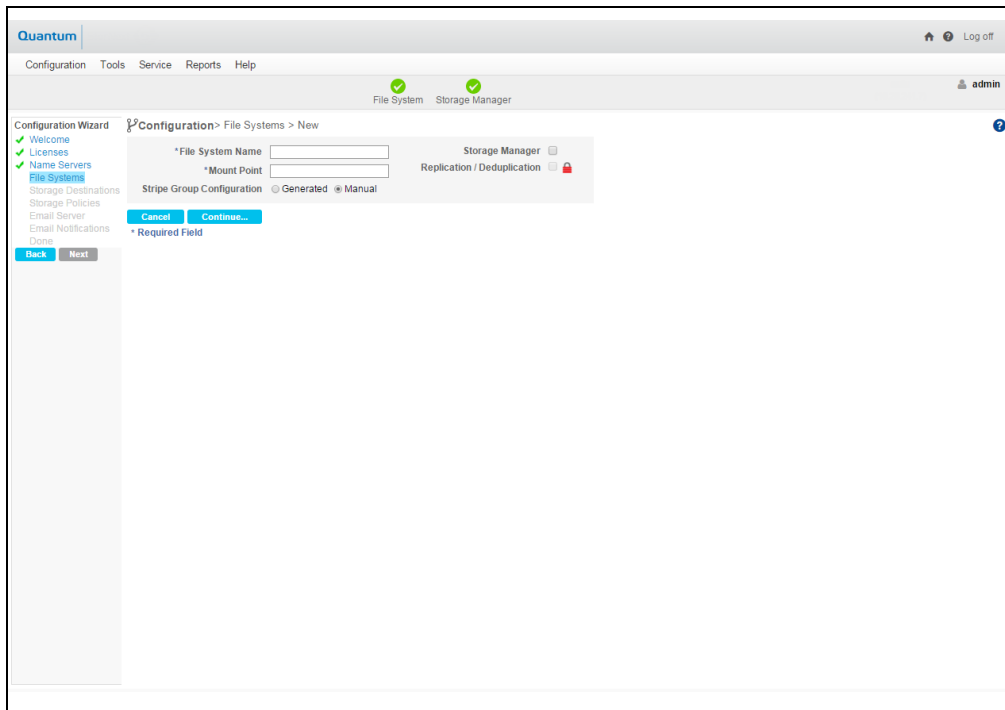 Quantum
Log off
Configuration Tools Service Reports Help
File System Storage Manager
admin
Configuration Wizard
Welcome
Licenses
Name Servers
File Systems
Storage Destinations
Storage Policies
Email Server
Email Notifications
Done
Back Next
Configuration> File Systems > New
*File System Name
Storage Manager
*Mount Point
Replication / Deduplication
Stripe Group Configuration Generated Manual
Cancel Continue...
* Required Field